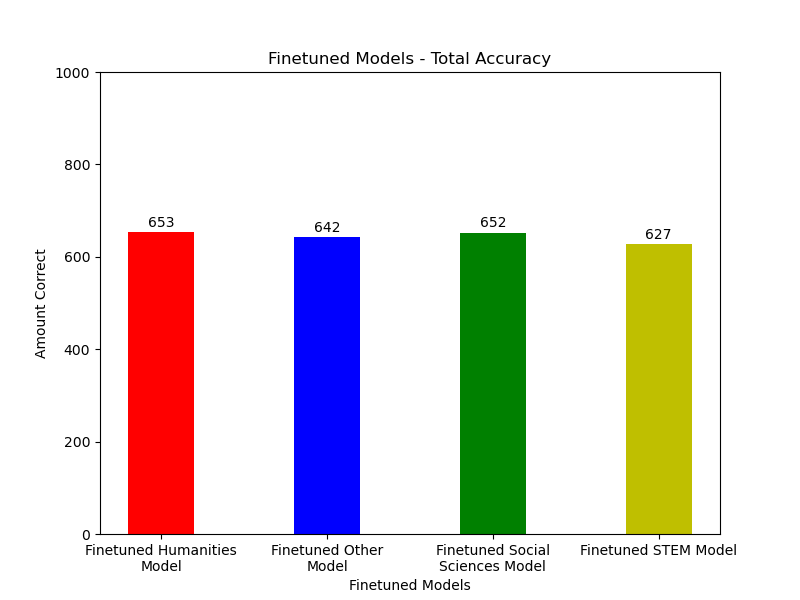 Finetuned Models - Total Accuracy
1000
800
600
400
200
0
Amount Correct
653
642
652
627
Finetuned Humanities
Model
Finetuned Other
Model
Finetuned Social
Sciences Model
Finetuned STEM Model
Finetuned Models